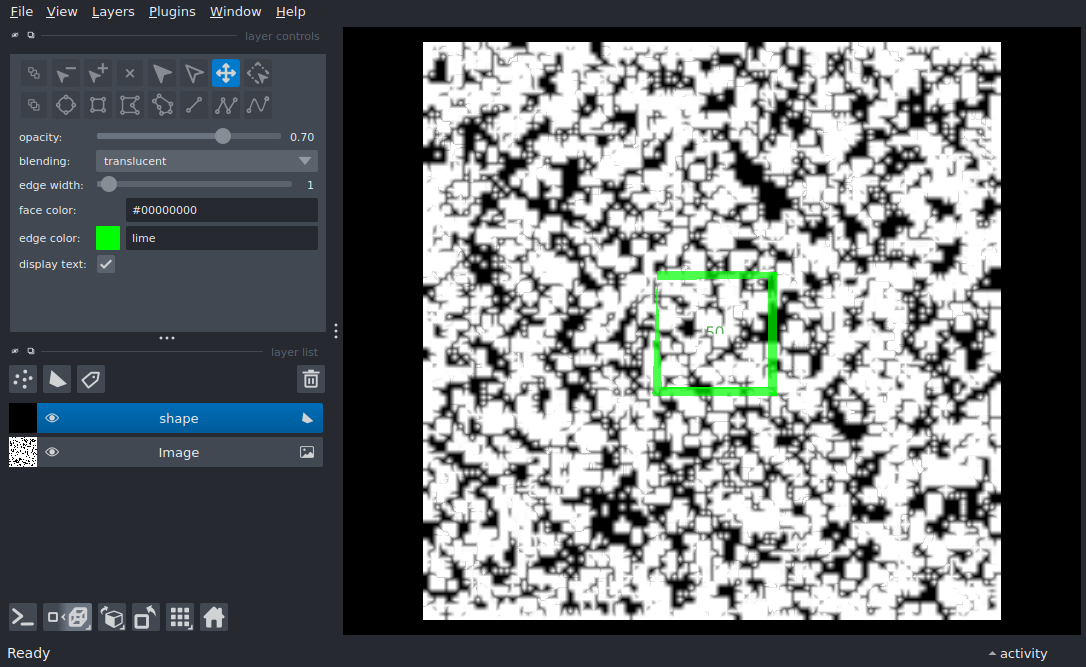 File View Layers Plugins Window Help
layer controls
opacity: 0.70
blending: translucent
edge width: 1
face color: #00000000
edge color: lime
display text:
layer list
shape
Image
50
Ready
activity